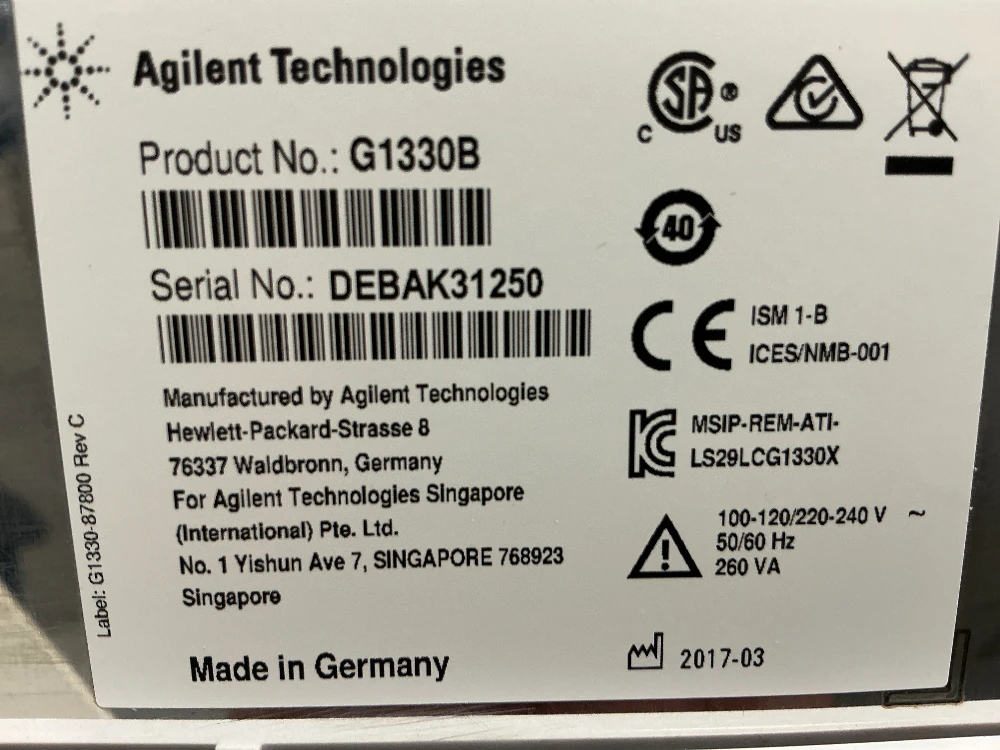 Agilent Technologies
Product No.: G1330B
Serial No.: DEBAK31250
Manufactured by Agilent Technologies
Hewlett-Packard-Strasse 8
76337 Waldbronn, Germany
For Agilent Technologies Singapore
(International) Pte. Ltd.
No. 1 Yishun Ave 7, SINGAPORE 768923
Singapore
Made in Germany
Label: G1330-87800 Rev C
C SA ® US
40
CE ISM 1-B
ICES/NMB-001
MSIP-REM-ATI-
LS29LCG1330X
100-120/220-240 V ~
50/60 Hz
260 VA
2017-03